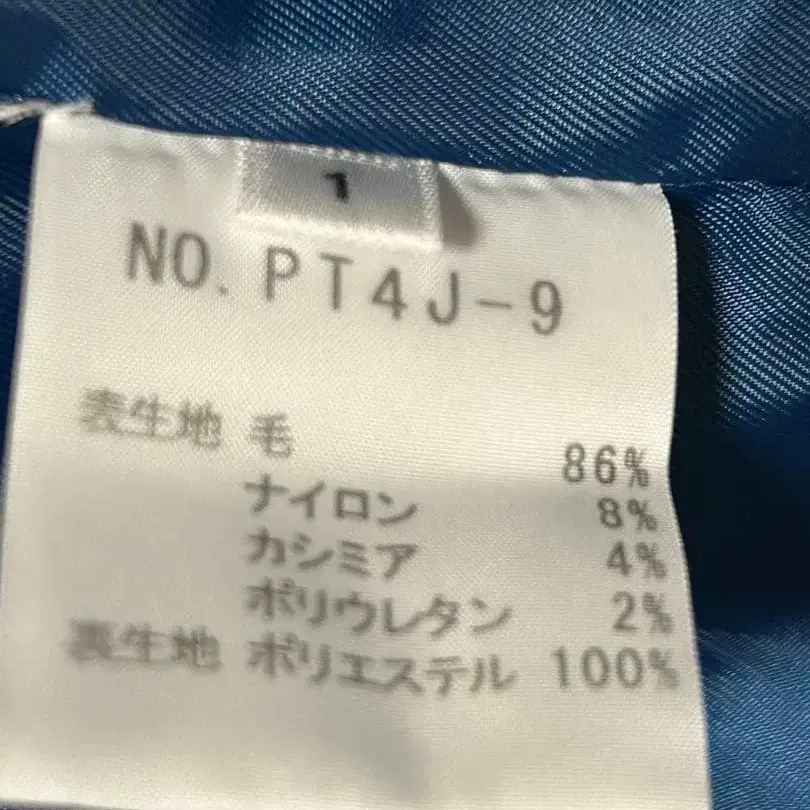 1
NO. PT4J-9
表生地 毛 86%
ナイロン 8%
カシミア 4%
ポリウレタン 2%
裏生地 ポリエステル 100%